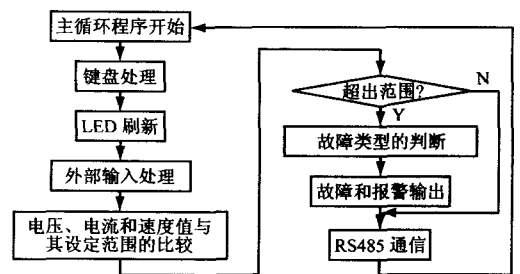 主循环程序开始
键盘处理
LED 刷新
外部输入处理
电压、电流和速度值与
其设定范围的比较
超出范围?
N
Y
故障类型的判断
故障和报警输出
RS485 通信